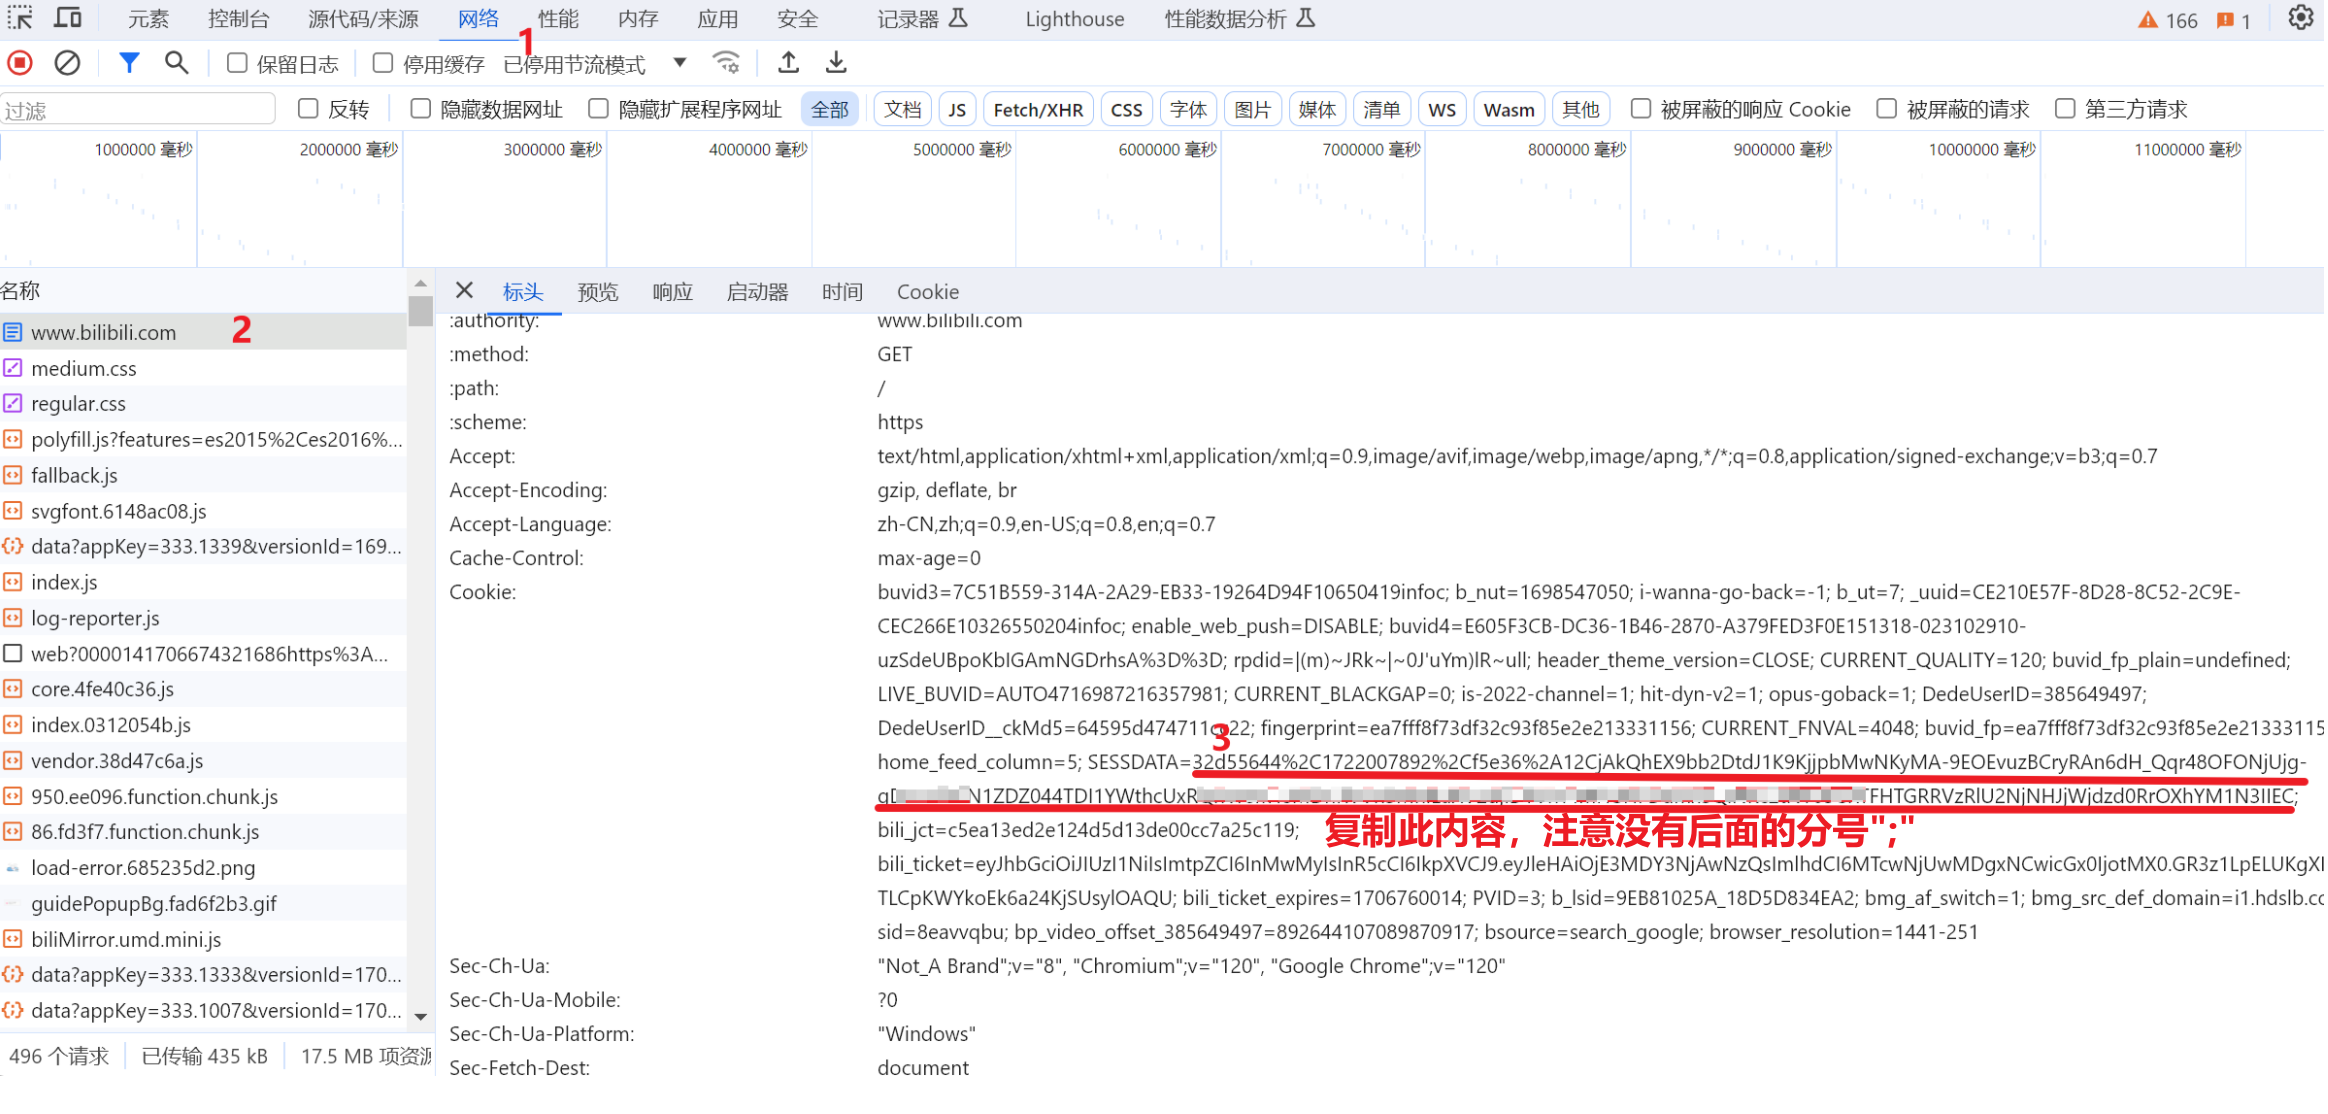 元素 控制台 源代码/来源 网络 性能 内存 应用 安全 记录器 Lighthouse 性能数据分析 166 1
1
保留日志 停用缓存 已停用节流模式
过滤 反转 隐藏数据网址 隐藏扩展程序网址 全部 文档 JS Fetch/XHR CSS 字体 图片 媒体 清单 WS Wasm 其他 被屏蔽的响应 Cookie 被屏蔽的请求 第三方请求
1000000 毫秒 2000000 毫秒 3000000 毫秒 4000000 毫秒 5000000 毫秒 6000000 毫秒 7000000 毫秒 8000000 毫秒 9000000 毫秒 10000000 毫秒 11000000 毫秒
名称
www.bilibili.com 2
medium.css
regular.css
polyfill.js?features=es2015%2Ces2016%...
fallback.js
svgfont.6148ac08.js
data?appKey=333.1339&versionId=169...
index.js
log-reporter.js
web?0000141706674321686https%3A...
core.4fe40c36.js
index.0312054b.js
vendor.38d47c6a.js
950.ee096.function.chunk.js
86.fd3f7.function.chunk.js
load-error.685235d2.png
guidePopupBg.fad6f2b3.gif
biliMirror.umd.mini.js
data?appKey=333.1333&versionId=170...
data?appKey=333.1007&versionId=170...
496 个请求 已传输 435 kB 17.5 MB 项资源
标头 预览 响应 启动器 时间 Cookie
:authority: www.bilibili.com
:method: GET
:path: /
:scheme: https
Accept: text/html,application/xhtml+xml,application/xml;q=0.9,image/avif,image/webp,image/apng,*/*;q=0.8,application/signed-exchange;v=b3;q=0.7
Accept-Encoding: gzip, deflate, br
Accept-Language: zh-CN,zh;q=0.9,en-US;q=0.8,en;q=0.7
Cache-Control: max-age=0
Cookie: buvid3=7C51B559-314A-2A29-EB33-19264D94F10650419infoc; b_nut=1698547050; i-wanna-go-back=-1; b_ut=7; _uuid=CE210E57F-8D28-8C52-2C9E-
CEC266E10326550204infoc; enable_web_push=DISABLE; buvid4=E605F3CB-DC36-1B46-2870-A379FED3F0E151318-023102910-
uzSdeUBpoKbIGAmNGDrhsA%3D%3D; rpdid=|(m)~JRk~|~0J'uYm)lR~ull; header_theme_version=CLOSE; CURRENT_QUALITY=120; buvid_fp_plain=undefined;
LIVE_BUVID=AUTO4716987216357981; CURRENT_BLACKGAP=0; is-2022-channel=1; hit-dyn-v2=1; opus-goback=1; DedeUserID=385649497;
DedeUserID__ckMd5=64595d474711 22; fingerprint=ea7fff8f73df32c93f85e2e213331156; CURRENT_FNVAL=4048; buvid_fp=ea7fff8f73df32c93f85e2e21333115
3
home_feed_column=5; SESSDATA=32d55644%2C1722007892%2Cf5e36%2A12CjAkQhEX9bb2DtdJ1K9KjjpbMwNKyMA-9EOEvuzBCryRAn6dH_Qqr48OFONjUjg-
N1ZDZ044TDI1YWthcUxR FHTGRRVzRlU2NjNHJjWjdzd0RrOXhYM1N3IIEC;
bili_jct=c5ea13ed2e124d5d13de00cc7a25c119; 复制此内容，注意没有后面的分号";"
bili_ticket=eyJhbGciOiJIUzI1NiIsImtpZCI6InMwMyIsInR5cCI6IkpXVCJ9.eyJleHAiOjE3MDY3NjAwNzQsImlhdCI6MTcwNjUwMDgxNCwicGx0IjotMX0.GR3z1LpELUKgXI
TLCpKWYkoEk6a24KjSUsylOAQU; bili_ticket_expires=1706760014; PVID=3; b_lsid=9EB81025A_18D5D834EA2; bmg_af_switch=1; bmg_src_def_domain=i1.hdslb.co
sid=8eavvqbu; bp_video_offset_385649497=892644107089870917; bsource=search_google; browser_resolution=1441-251
Sec-Ch-Ua: "Not_A Brand";v="8", "Chromium";v="120", "Google Chrome";v="120"
Sec-Ch-Ua-Mobile: ?0
Sec-Ch-Ua-Platform: "Windows"
Sec-Fetch-Dest: document